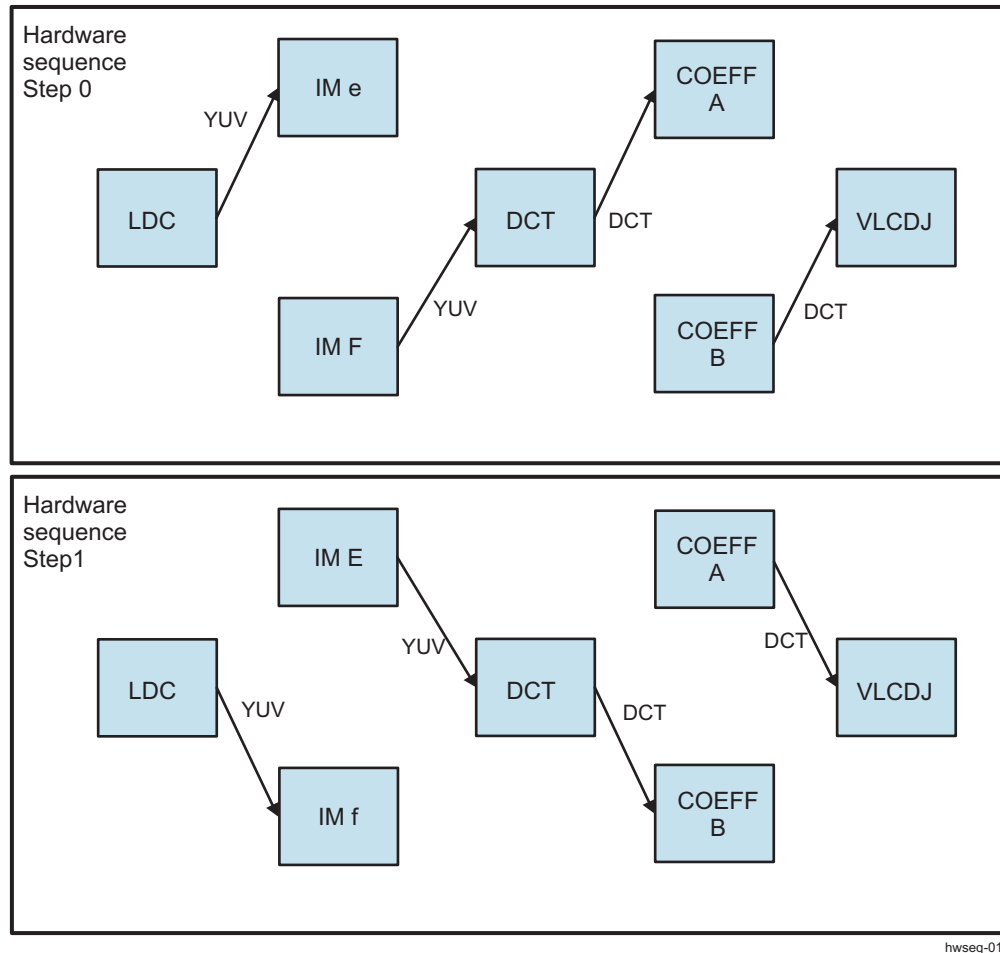 Hardware
sequence
Step 0
IM e
COEFF
A
YUV
LDC
DCT
DCT
VLCDJ
IM F
YUV
COEFF
B
DCT
Hardware
sequence
Step1
IM E
COEFF
A
YUV
DCT
LDC
YUV
DCT
DCT
VLCDJ
IM f
COEFF
B
hwseq-01